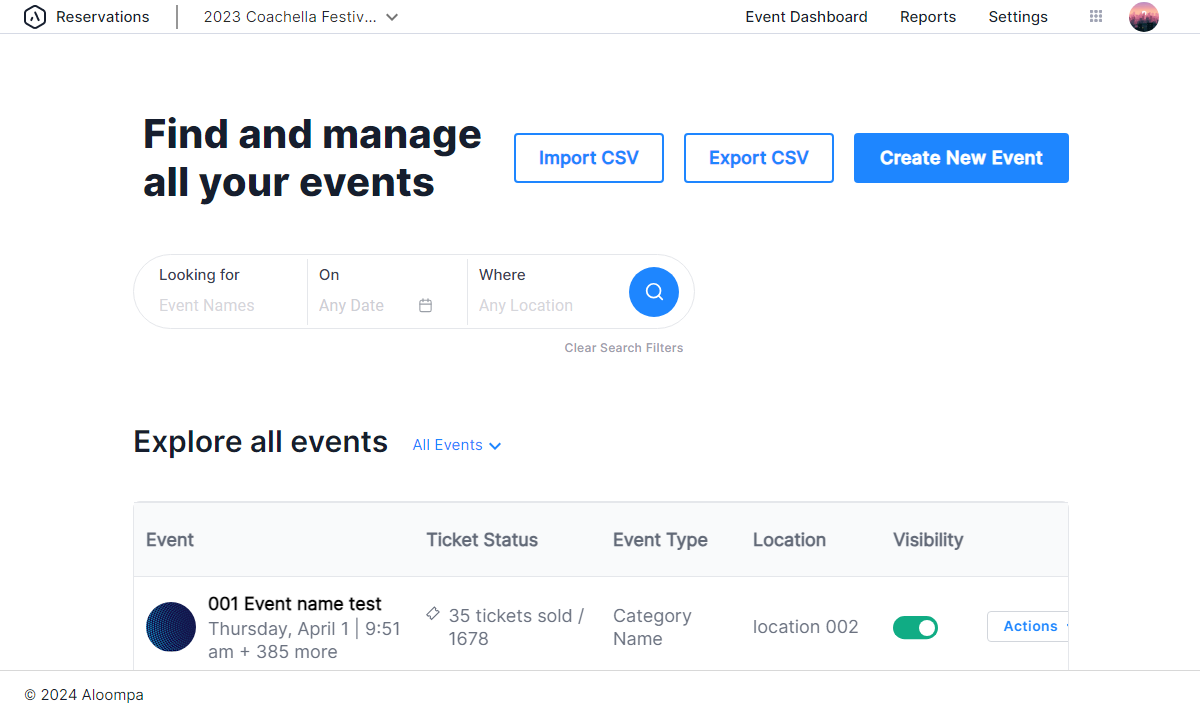 Reservations
2023 Coachella Festiv...
Event Dashboard
Reports
Settings
Find and manage
all your events
Import CSV
Export CSV
Create New Event
Looking for
Event Names
On
Any Date
Where
Any Location
Clear Search Filters
Explore all events
All Events
Event
Ticket Status
Event Type
Location
Visibility
001 Event name test
Thursday, April 1 | 9:51
am + 385 more
35 tickets sold /
1678
Category
Name
location 002
Actions
© 2024 Aloompa